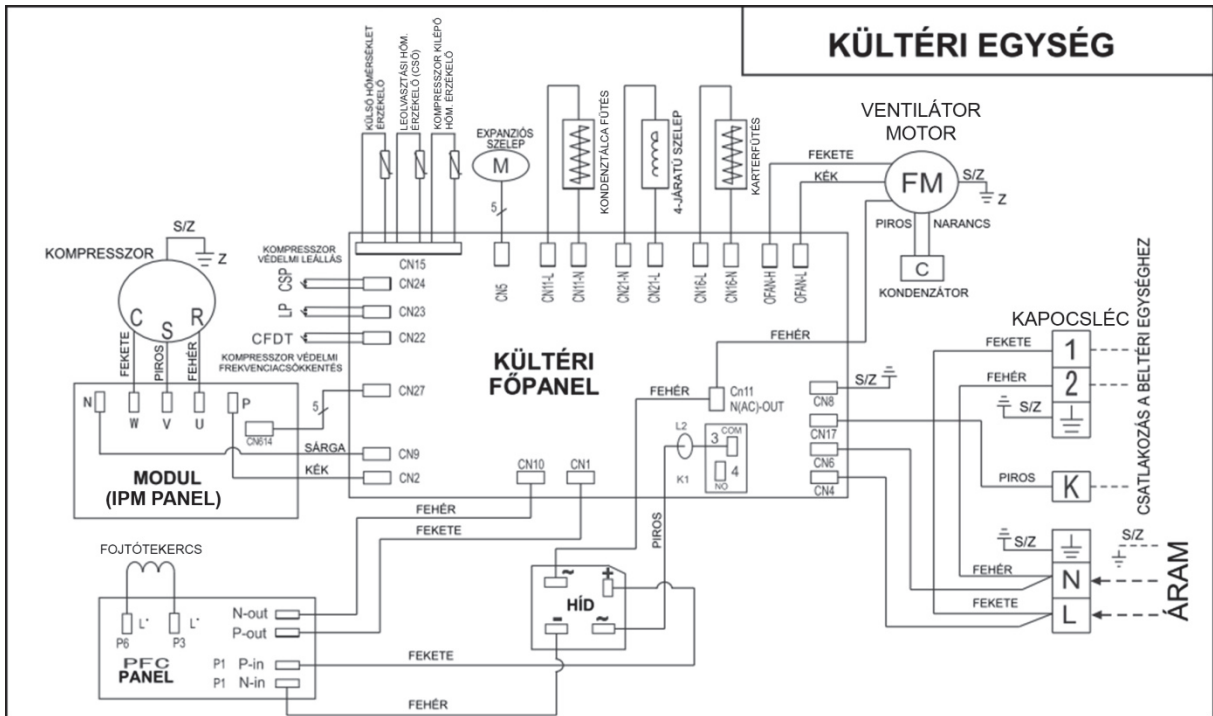 KÜLTÉRI EGYSÉG
KÜLSŐ HŐMÉRSÉKLET
ÉRZÉKELŐ
LEOLVASZTÁSI HŐM.
ÉRZÉKELŐ (CSŐ)
KOMPRESSZOR KILÉPŐ
HŐM. ÉRZÉKELŐ
EXPANZIÓS
SZELEP
M
5
KONDENZTÁLCA FŰTÉS
4-JÁRATÚ SZELEP
KARTERFŰTÉS
VENTILÁTOR
MOTOR
FEKETE
KÉK
FM
S/Z
Z
PIROS
NARANCS
C
KONDENZÁTOR
S/Z
Z
KOMPRESSZOR
C
S
R
FEKETE
PIROS
FEHÉR
KOMPRESSZOR
VÉDELMI LEÁLLÁS
CSP
LP
CFDT
KOMPRESSZOR VÉDELMI
FREKVENCIACSÖKKENTÉS
5
CN15
CN24
CN23
CN22
CN27
CN9
CN2
CN5
CN11-L
CN11-N
CN21-N
CN21-L
CN16-L
CN16-N
OFAN-H
OFAN-L
KÜLTÉRI
FŐPANEL
FEHÉR
FEHÉR
Cn11
N(AC)-OUT
L2
K1
3
COM
4
NO
CN8
CN17
CN6
CN4
S/Z
CN10
CN1
N
W
V
U
P
CN614
MODUL
(IPM PANEL)
SÁRGA
KÉK
FEHÉR
FEKETE
PIROS
FOJTÓTEKERCS
P6
L*
P3
L*
PFC
PANEL
N-out
P-out
P1
P-in
P1
N-in
~
+
HÍD
-
~
FEKETE
FEHÉR
KAPOCSLÉC
FEKETE
1
FEHÉR
2
S/Z
PIROS
K
CSATLAKOZÁS A BELTÉRI EGYSÉGHEZ
S/Z
S/Z
FEHÉR
N
FEKETE
L
ÁRAM